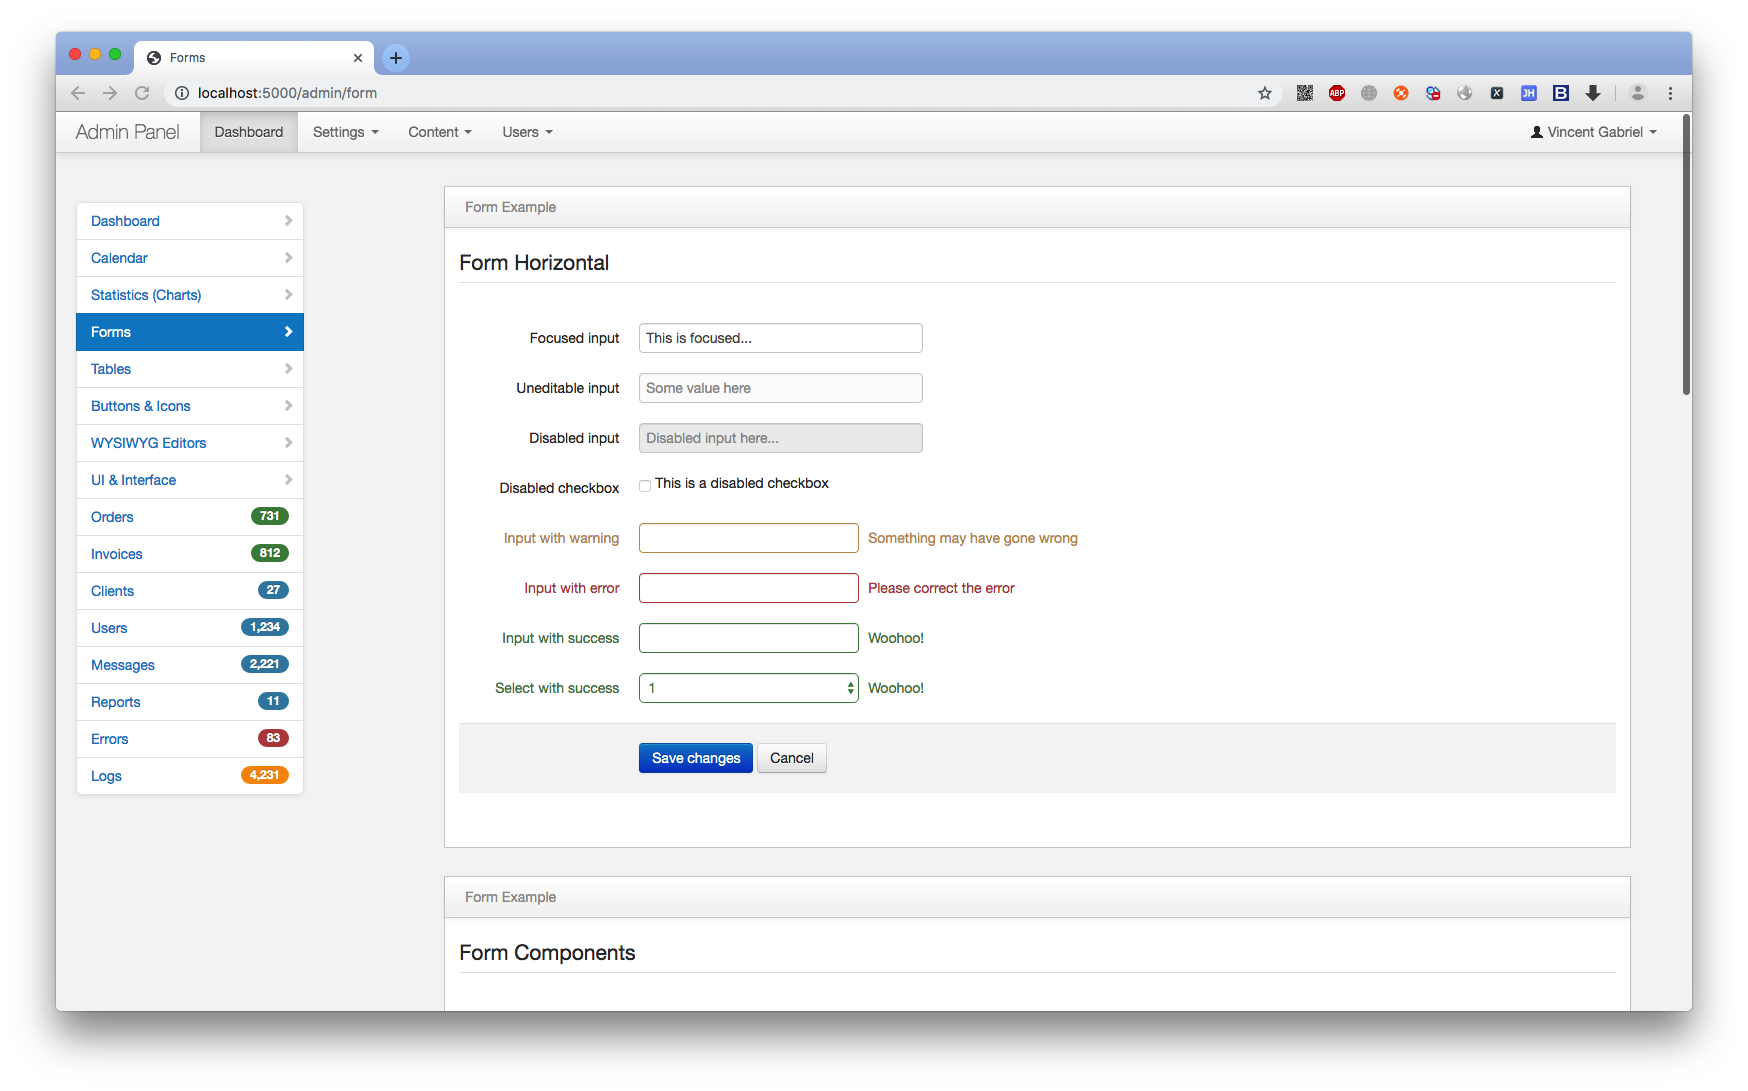 Forms
localhost:5000/admin/form
ABP
X
JH
B
Admin Panel
Dashboard
Settings
Content
Users
Vincent Gabriel
Dashboard
Calendar
Statistics (Charts)
Forms
Tables
Buttons & Icons
WYSIWYG Editors
UI & Interface
Orders 731
Invoices 812
Clients 27
Users 1,234
Messages 2,221
Reports 11
Errors 83
Logs 4,231
Form Example
Form Horizontal
Focused input This is focused...
Uneditable input Some value here
Disabled input Disabled input here...
Disabled checkbox This is a disabled checkbox
Input with warning Something may have gone wrong
Input with error Please correct the error
Input with success Woohoo!
Select with success 1 Woohoo!
Save changes Cancel
Form Example
Form Components